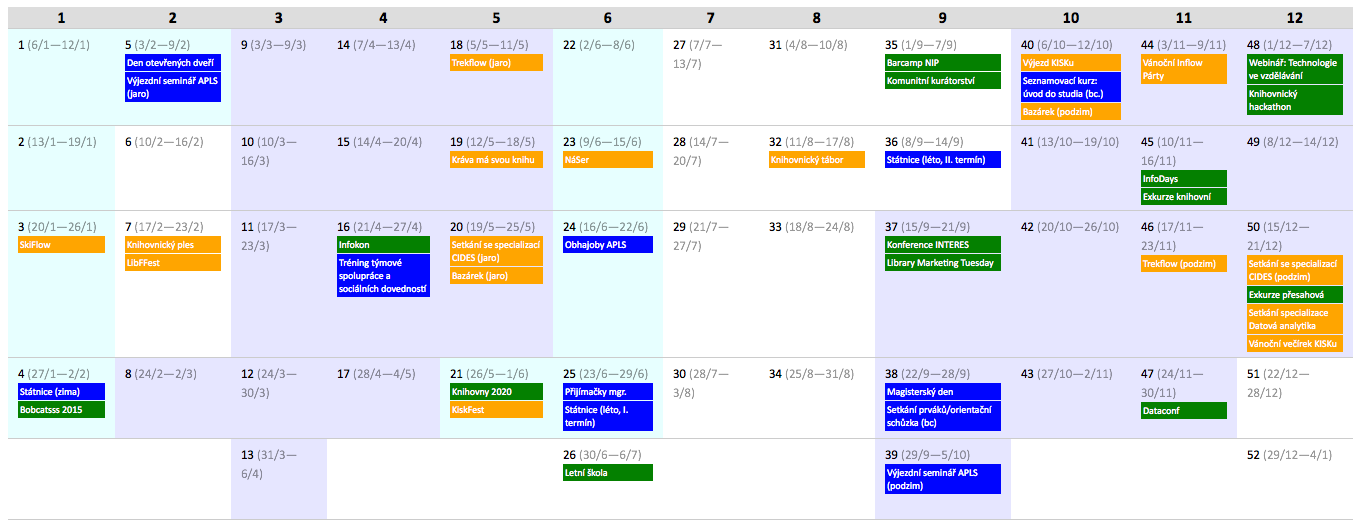 1 2 3 4 5 6 7 8 9 10 11 12
1 (6/1—12/1)
5 (3/2—9/2)
Den otevřených dveří
Výjezdní seminář APLS
(jaro)
9 (3/3—9/3)
14 (7/4—13/4)
18 (5/5—11/5)
Trekflow (jaro)
22 (2/6—8/6)
27 (7/7—
13/7)
31 (4/8—10/8)
35 (1/9—7/9)
Barcamp NIP
Komunitní kurátorství
40 (6/10—12/10)
Výjezd KISKu
Seznamovací kurz:
úvod do studia (bc.)
Bazárek (podzim)
44 (3/11—9/11)
Vánoční Inflow
Párty
48 (1/12—7/12)
Webinář: Technologie
ve vzdělávání
Knihovnický
hackathon
2 (13/1—19/1)
6 (10/2—16/2)
10 (10/3—
16/3)
15 (14/4—20/4)
19 (12/5—18/5)
Kráva má svou knihu
23 (9/6—15/6)
NáSer
28 (14/7—
20/7)
32 (11/8—17/8)
Knihovnický tábor
36 (8/9—14/9)
Státnice (léto, II. termín)
41 (13/10—19/10)
45 (10/11—
16/11)
InfoDays
Exkurze knihovní
49 (8/12—14/12)
3 (20/1—26/1)
SkiFlow
7 (17/2—23/2)
Knihovnický ples
LibFFest
11 (17/3—
23/3)
16 (21/4—27/4)
Infokon
Tréning týmové
spolupráce a
sociálních dovedností
20 (19/5—25/5)
Setkání se specializací
CIDES (jaro)
Bazárek (jaro)
24 (16/6—22/6)
Obhajoby APLS
29 (21/7—
27/7)
33 (18/8—24/8)
37 (15/9—21/9)
Konference INTERES
Library Marketing Tuesday
42 (20/10—26/10)
46 (17/11—
23/11)
Trekflow (podzim)
50 (15/12—
21/12)
Setkání se specializací
CIDES (podzim)
Exkurze přesahová
Setkání specializace
Datová analytika
Vánoční večírek KISKu
4 (27/1—2/2)
Státnice (zima)
Bobcatsss 2015
8 (24/2—2/3)
12 (24/3—
30/3)
17 (28/4—4/5)
21 (26/5—1/6)
Knihovny 2020
KiskFest
25 (23/6—29/6)
Přijímačky mgr.
Státnice (léto, I.
termín)
30 (28/7—
3/8)
34 (25/8—31/8)
38 (22/9—28/9)
Magisterský den
Setkání prváků/orientační
schůzka (bc)
43 (27/10—2/11)
47 (24/11—
30/11)
Dataconf
51 (22/12—
28/12)
13 (31/3—
6/4)
26 (30/6—6/7)
Letní škola
39 (29/9—5/10)
Výjezdní seminář APLS
(podzim)
52 (29/12—4/1)